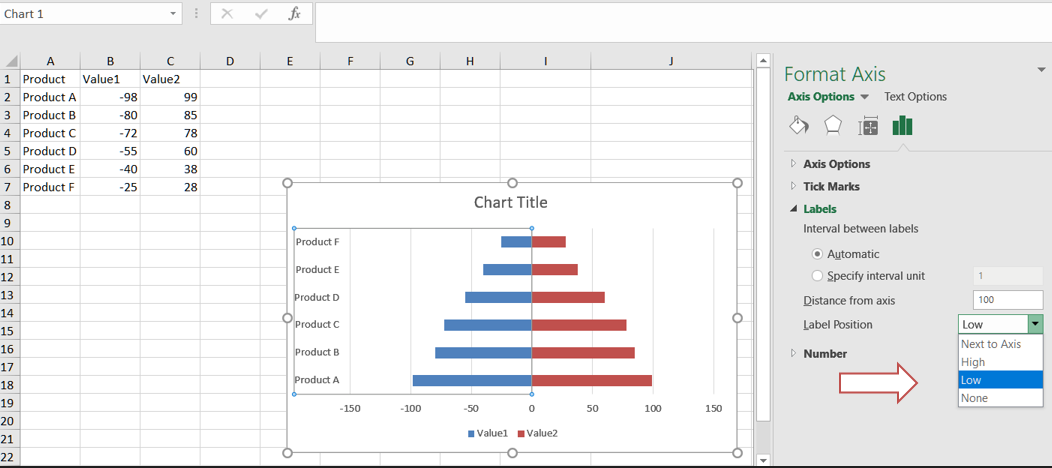 Chart 1
fx
A B C D E F G H I J
1 Product Value1 Value2
2 Product A -98 99
3 Product B -80 85
4 Product C -72 78
5 Product D -55 60
6 Product E -40 38
7 Product F -25 28
8
9
10
11
12
13
14
15
16
17
18
19
20
21
22
Chart Title
Product F
Product E
Product D
Product C
Product B
Product A
-150 -100 -50 0 50 100 150
Value1 Value2
Format Axis
Axis Options Text Options
Axis Options
Tick Marks
Labels
Interval between labels
Automatic
Specify interval unit 1
Distance from axis 100
Label Position Low
Next to Axis
High
Low
None
Number